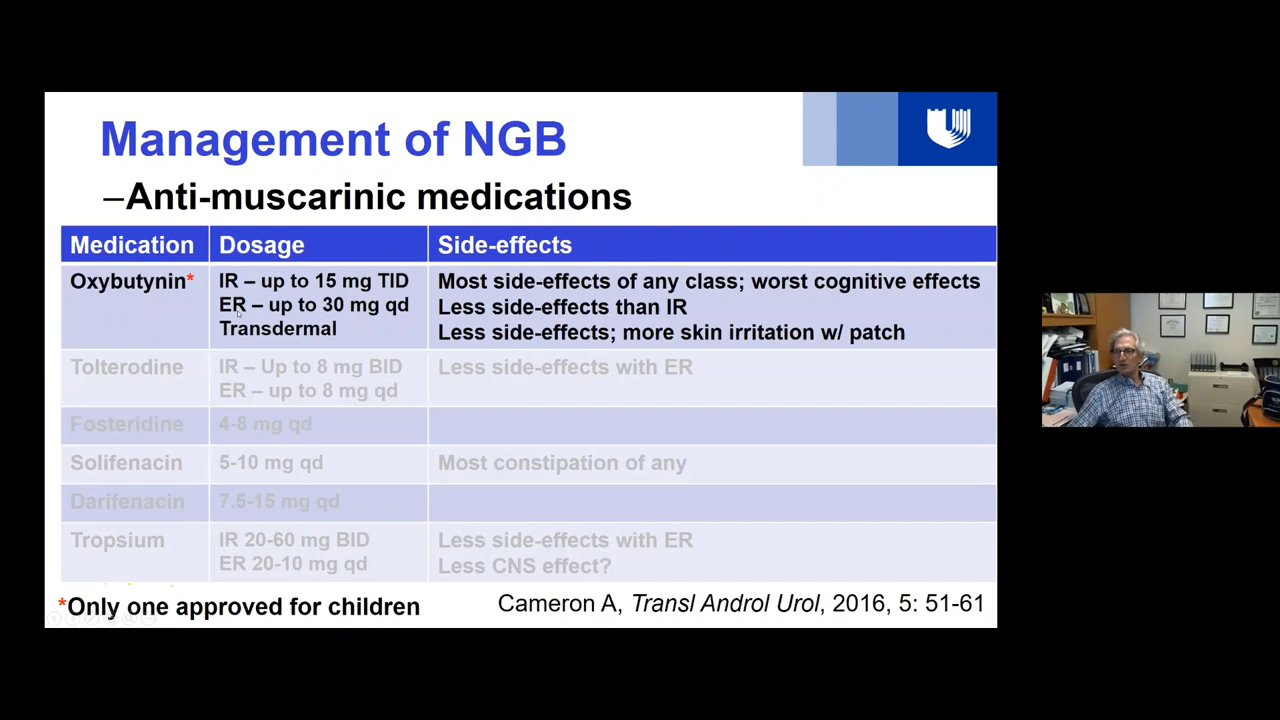 Management of NGB
–Anti-muscarinic medications
Medication Dosage Side-effects
Oxybutynin* IR – up to 15 mg TID Most side-effects of any class; worst cognitive effects
ER – up to 30 mg qd Less side-effects than IR
Transdermal Less side-effects; more skin irritation w/ patch
Tolterodine IR – Up to 8 mg BID Less side-effects with ER
ER – up to 8 mg qd
Fosteridine 4-8 mg qd
Solifenacin 5-10 mg qd Most constipation of any
Darifenacin 7.5-15 mg qd
Tropsium IR 20-60 mg BID Less side-effects with ER
ER 20-10 mg qd Less CNS effect?
*Only one approved for children
Cameron A, Transl Androl Urol, 2016, 5: 51-61